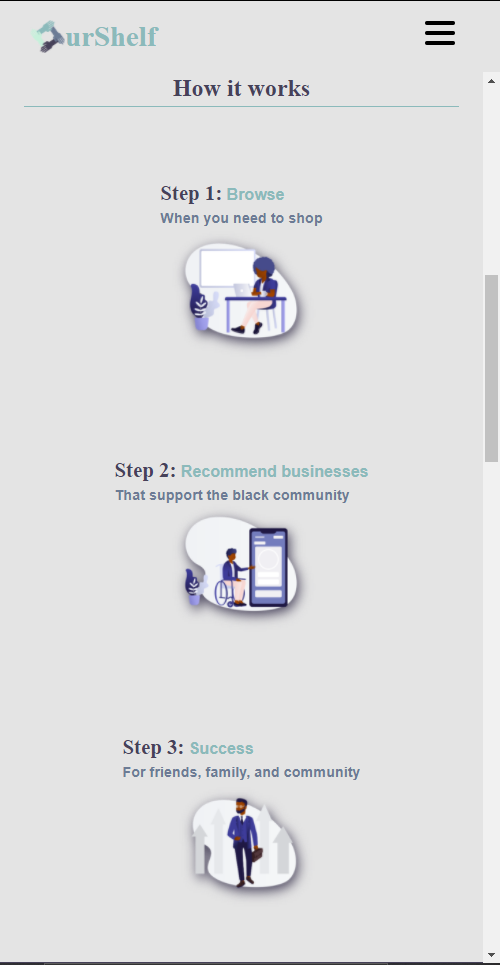 urShelf
How it works
Step 1: Browse
When you need to shop
Step 2: Recommend businesses
That support the black community
Step 3: Success
For friends, family, and community